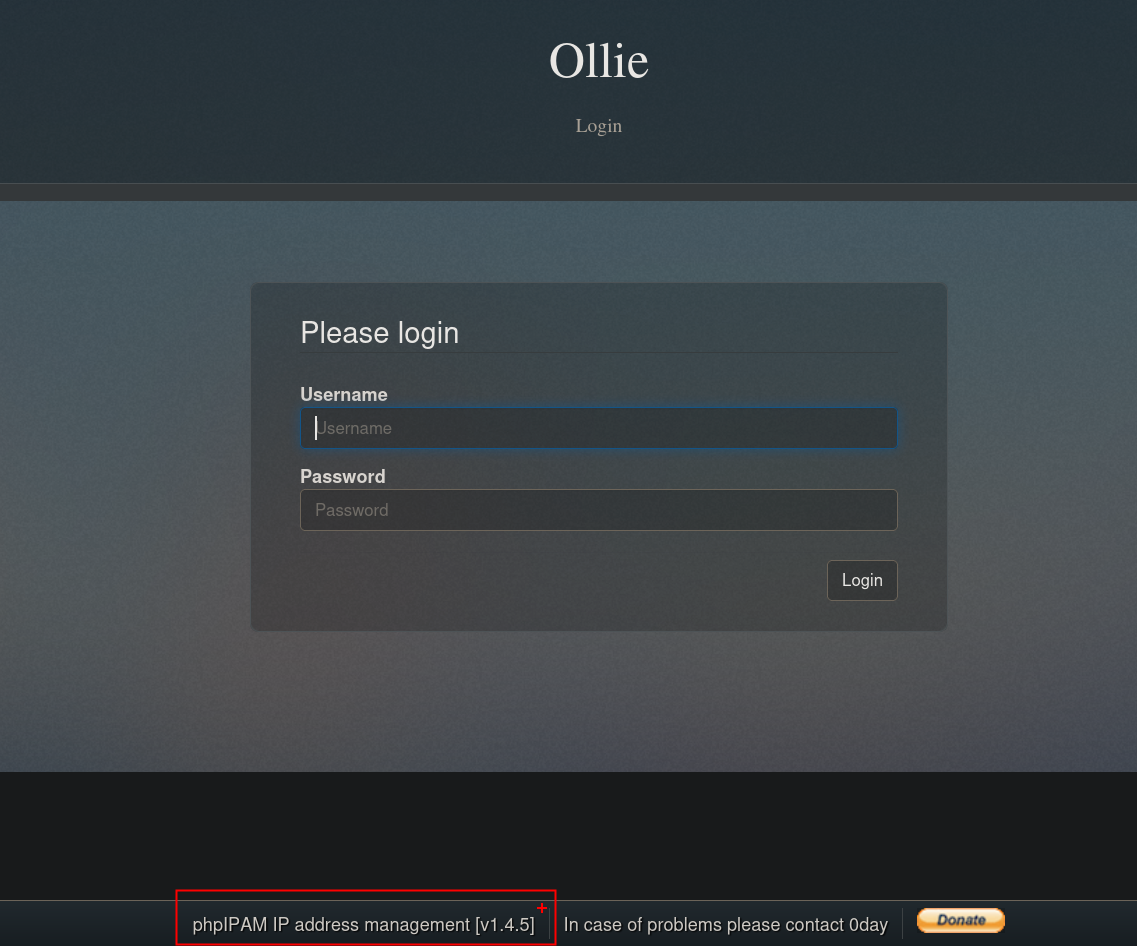 Ollie
Login
Please login
Username
Username
Password
Password
Login
phpIPAM IP address management [v1.4.5] In case of problems please contact 0day Donate